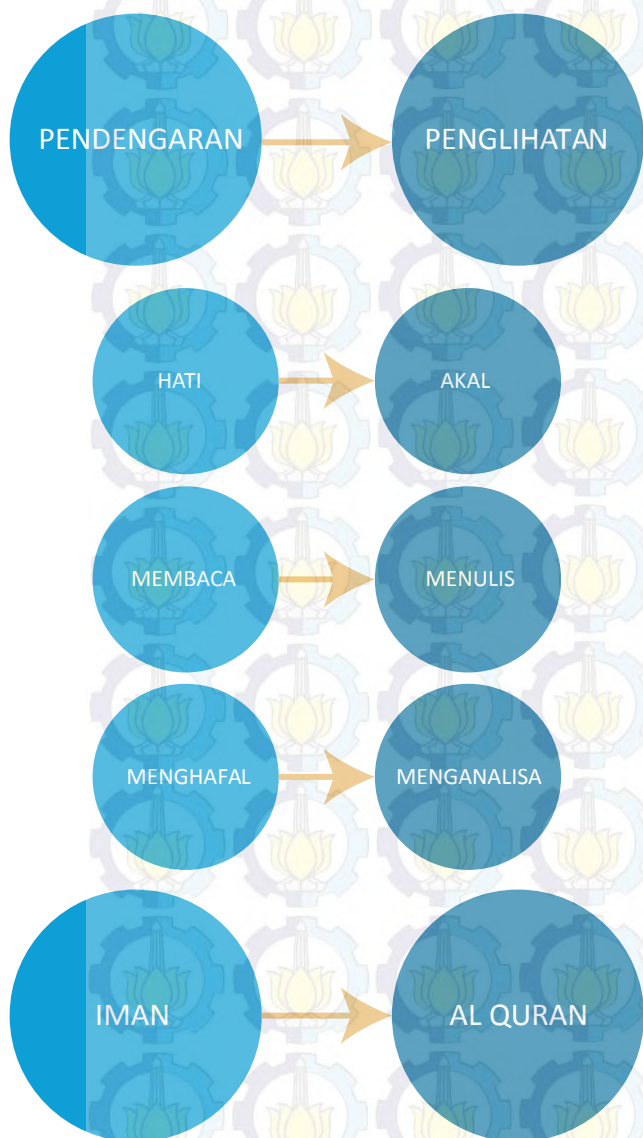 PENDENGARAN PENGLIHATAN
HATI AKAL
MEMBACA MENULIS
MENGHAFAL MENGANALISA
IMAN AL QURAN